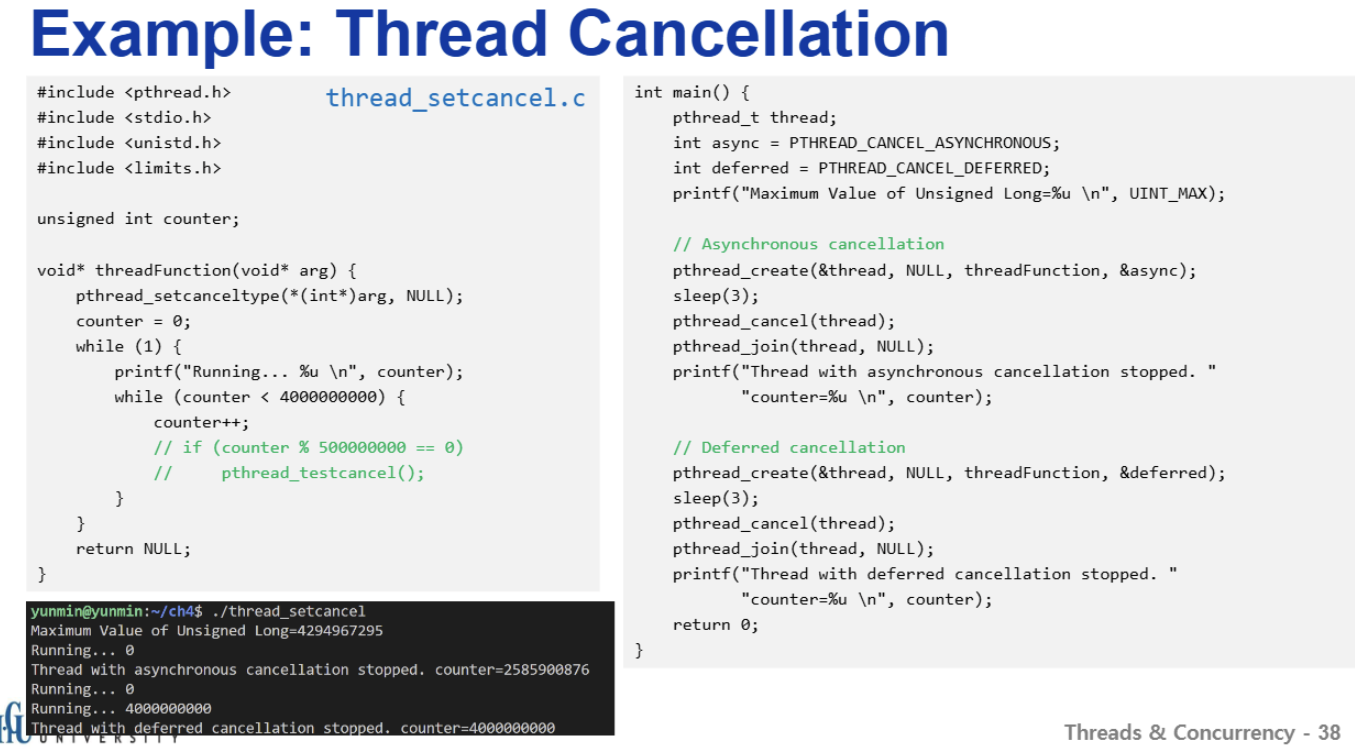 Example: Thread Cancellation
thread_setcancel.c
#include <pthread.h>
#include <stdio.h>
#include <unistd.h>
#include <limits.h>
unsigned int counter;
void* threadFunction(void* arg) {
    pthread_setcanceltype(*(int*)arg, NULL);
    counter = 0;
    while (1) {
        printf("Running... %u \n", counter);
        while (counter < 4000000000) {
            counter++;
            // if (counter % 500000000 == 0)
            //     pthread_testcancel();
        }
    }
    return NULL;
}
yunmin@yunmin:~/ch4$ ./thread_setcancel
Maximum Value of Unsigned Long=4294967295
Running... 0
Thread with asynchronous cancellation stopped. counter=2585900876
Running... 0
Running... 4000000000
Thread with deferred cancellation stopped. counter=4000000000
int main() {
    pthread_t thread;
    int async = PTHREAD_CANCEL_ASYNCHRONOUS;
    int deferred = PTHREAD_CANCEL_DEFERRED;
    printf("Maximum Value of Unsigned Long=%u \n", UINT_MAX);
    // Asynchronous cancellation
    pthread_create(&thread, NULL, threadFunction, &async);
    sleep(3);
    pthread_cancel(thread);
    pthread_join(thread, NULL);
    printf("Thread with asynchronous cancellation stopped. "
           "counter=%u \n", counter);
    // Deferred cancellation
    pthread_create(&thread, NULL, threadFunction, &deferred);
    sleep(3);
    pthread_cancel(thread);
    pthread_join(thread, NULL);
    printf("Thread with deferred cancellation stopped. "
           "counter=%u \n", counter);
    return 0;
}
UNIVERSITY
Threads & Concurrency - 38